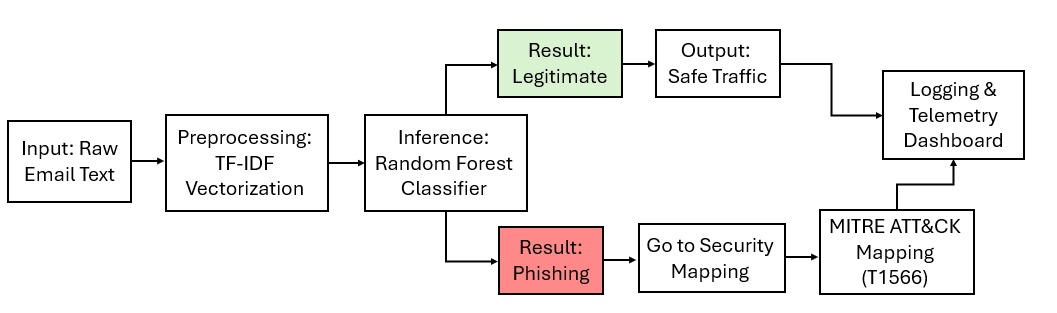 Input: Raw
Email Text
Preprocessing:
TF-IDF
Vectorization
Inference:
Random Forest
Classifier
Result:
Legitimate
Output:
Safe Traffic
Result:
Phishing
Go to Security
Mapping
MITRE ATT&CK
Mapping
(T1566)
Logging &
Telemetry
Dashboard